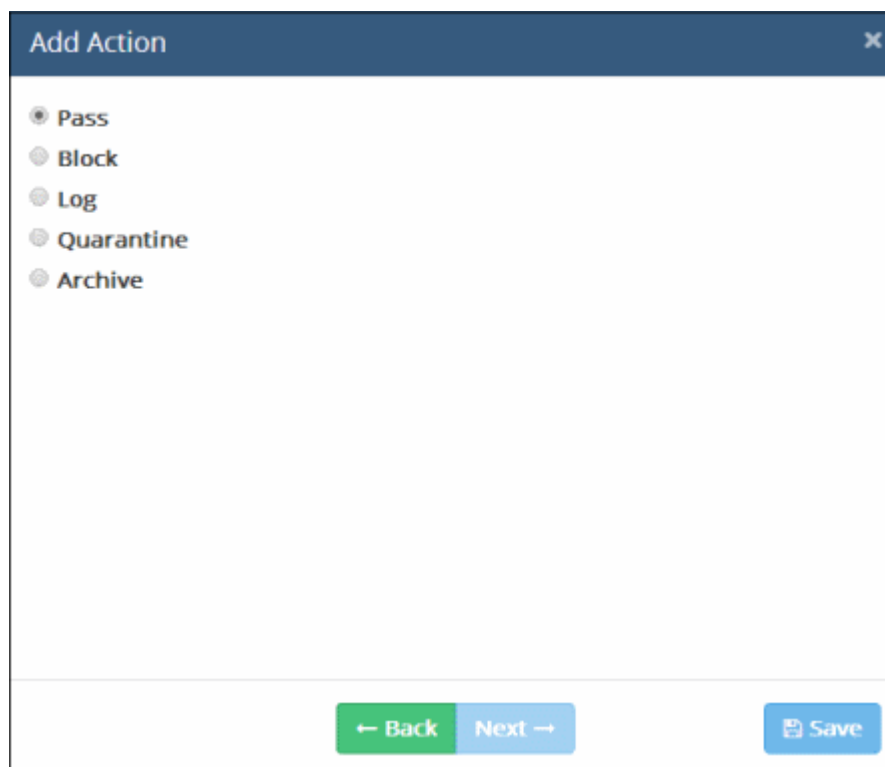 Add Action ×
Pass
Block
Log
Quarantine
Archive
← Back Next → Save